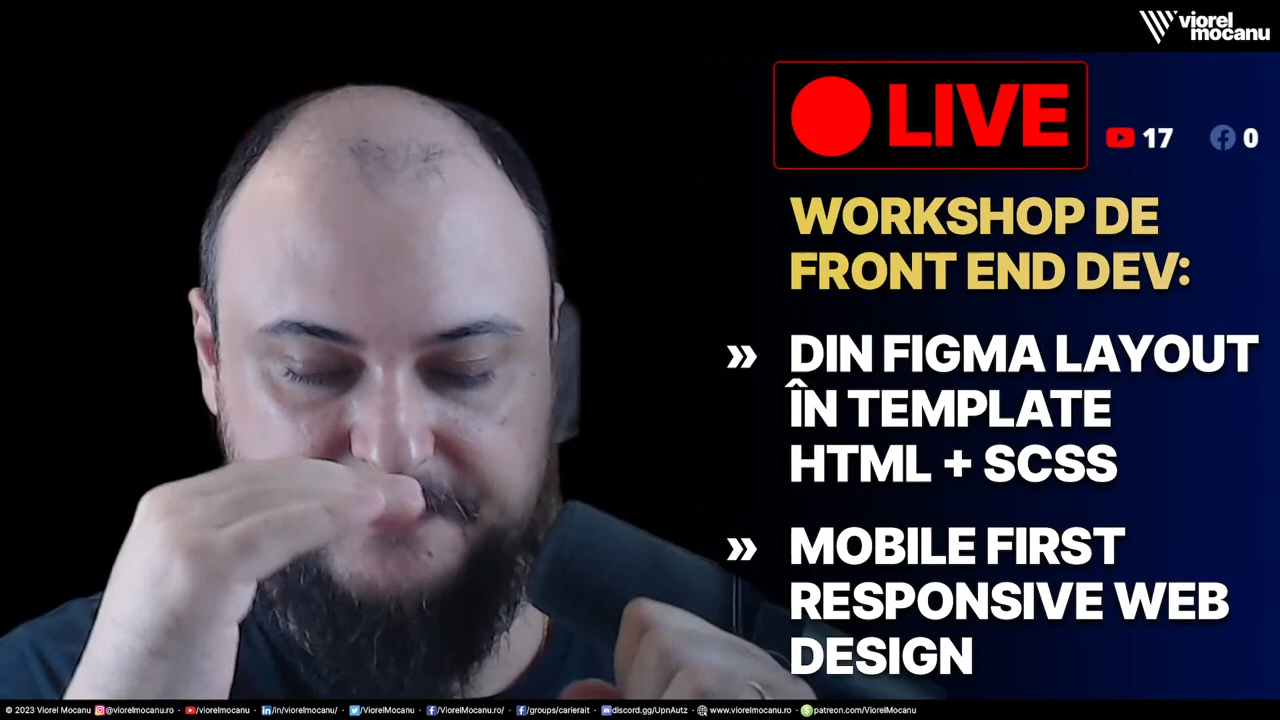 viorel
mocanu
LIVE
17
0
WORKSHOP DE
FRONT END DEV:
» DIN FIGMA LAYOUT
ÎN TEMPLATE
HTML + SCSS
» MOBILE FIRST
RESPONSIVE WEB
DESIGN
© 2023 Viorel Mocanu @viorelmocanu.ro · /viorelmocanu · /in/viorelmocanu/ · /ViorelMocanu · /ViorelMocanu.ro/ · /groups/carierait · discord.gg/UpnAutz · www.viorelmocanu.ro · patreon.com/ViorelMocanu